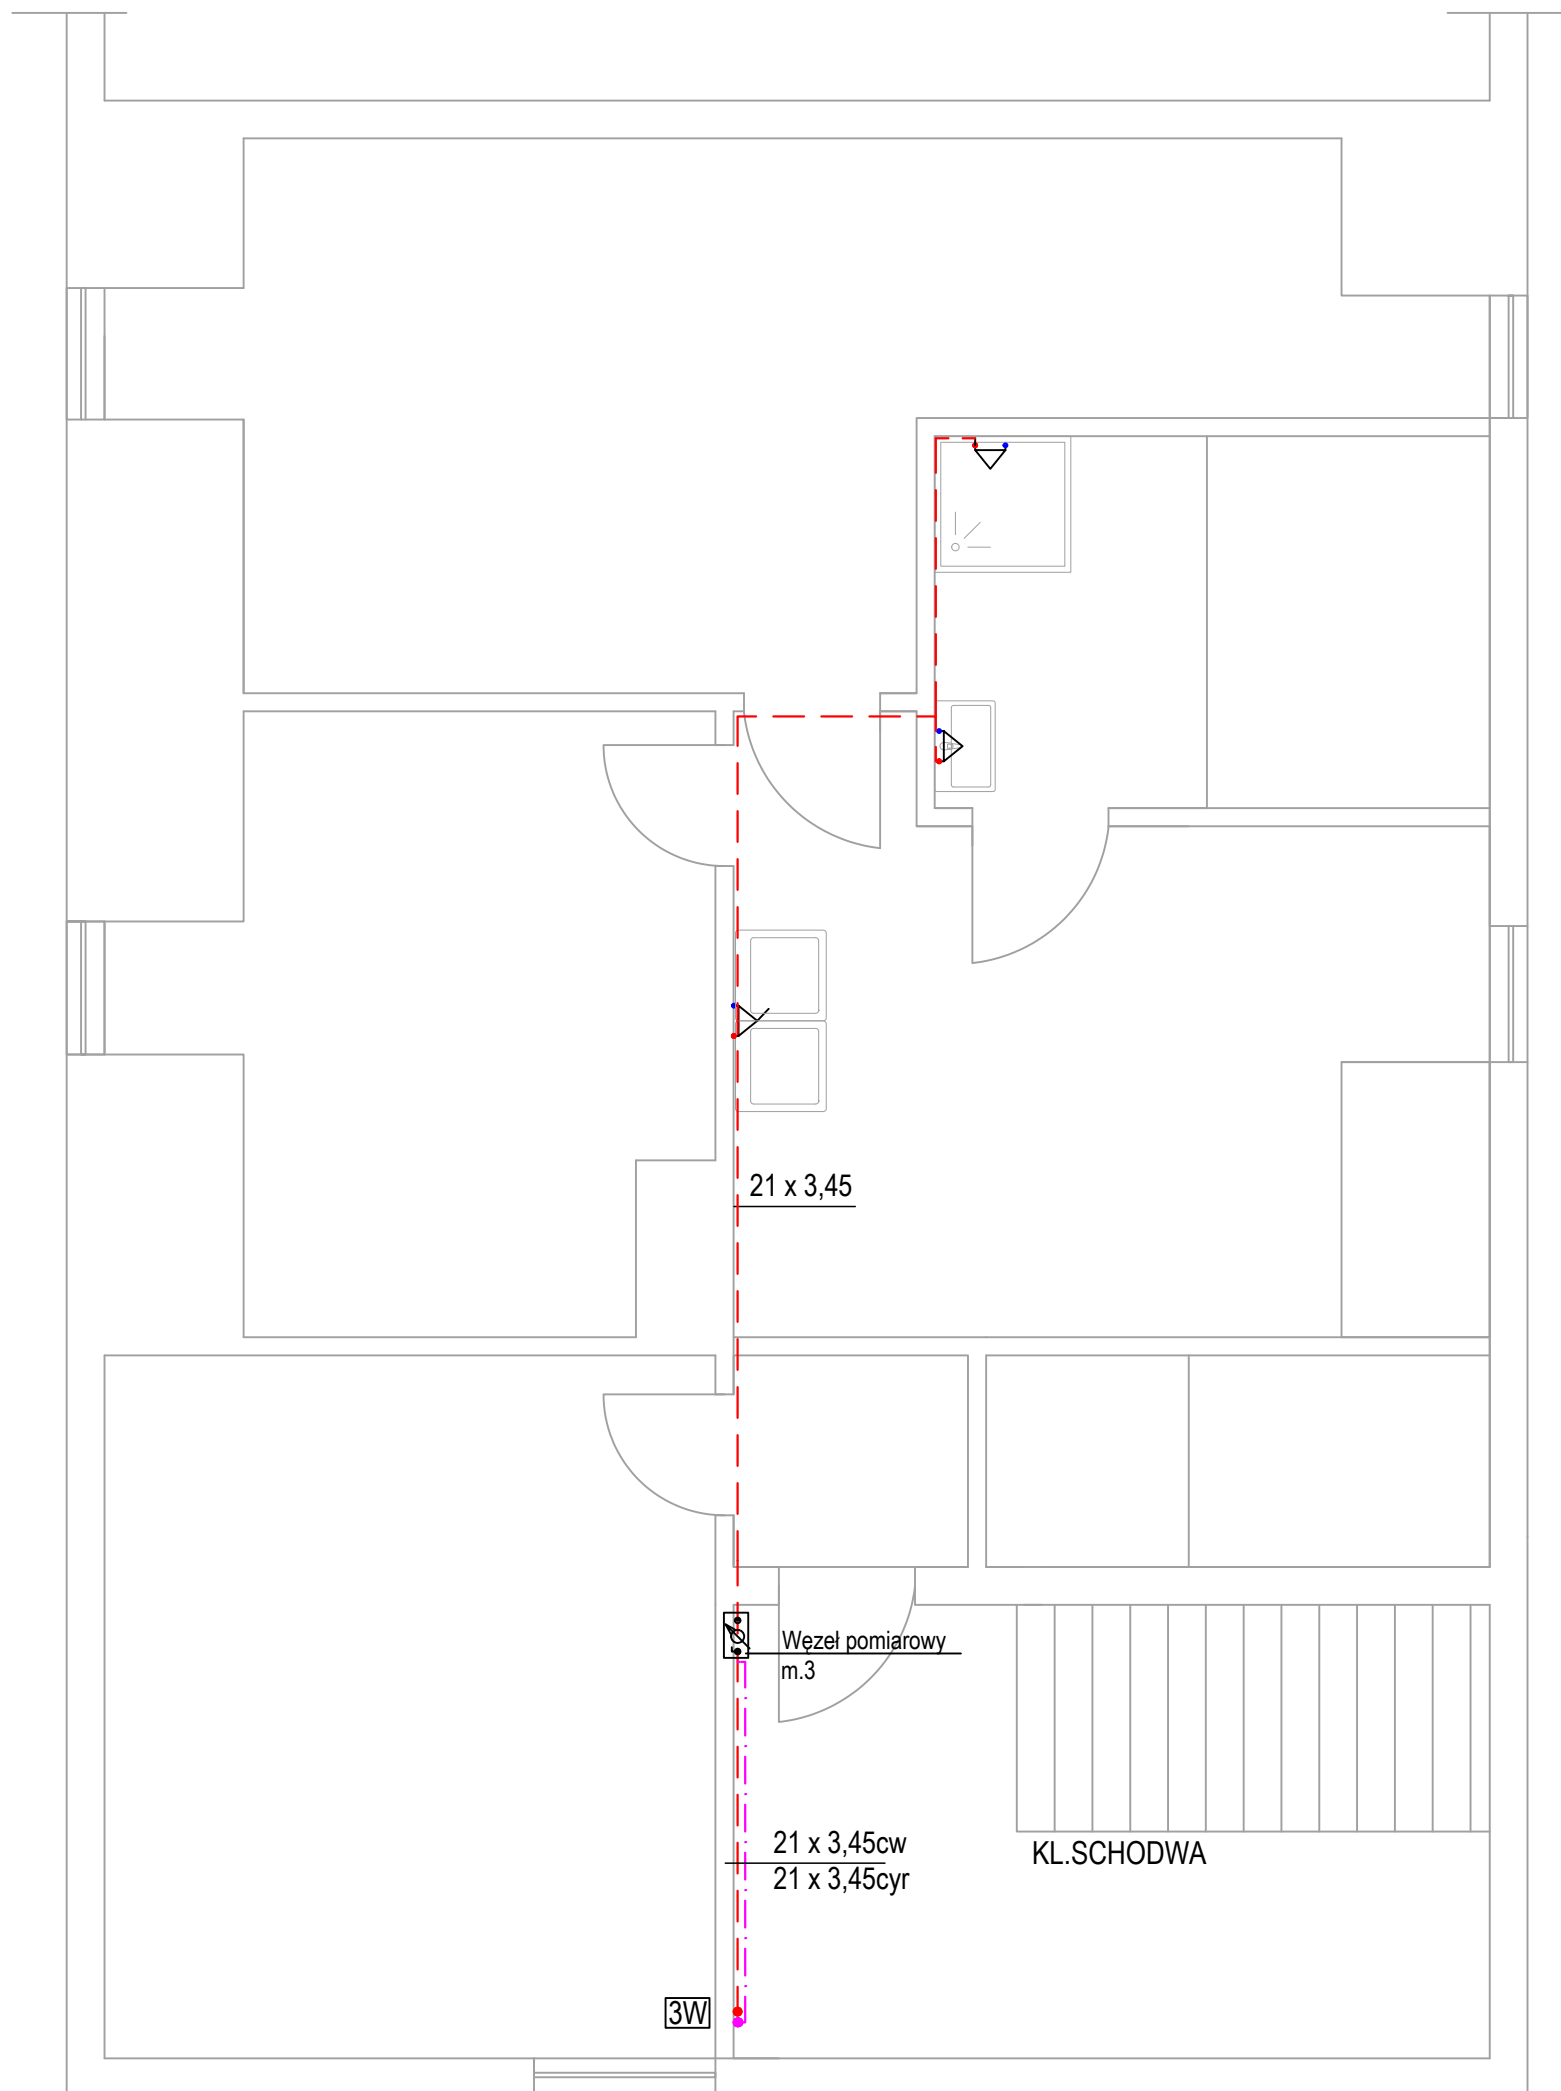 21 x 3,45
Węzeł pomiarowy
m.3
21 x 3,45cw
21 x 3,45cyr
KL.SCHODWA
3W